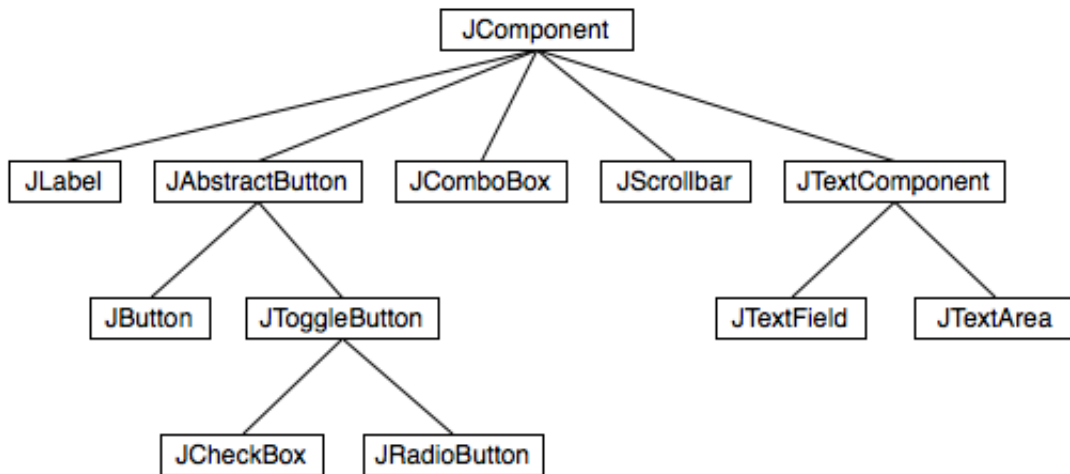 JComponent
JLabel
JAbstractButton
JComboBox
JScrollbar
JTextComponent
JButton
JToggleButton
JTextField
JTextArea
JCheckBox
JRadioButton